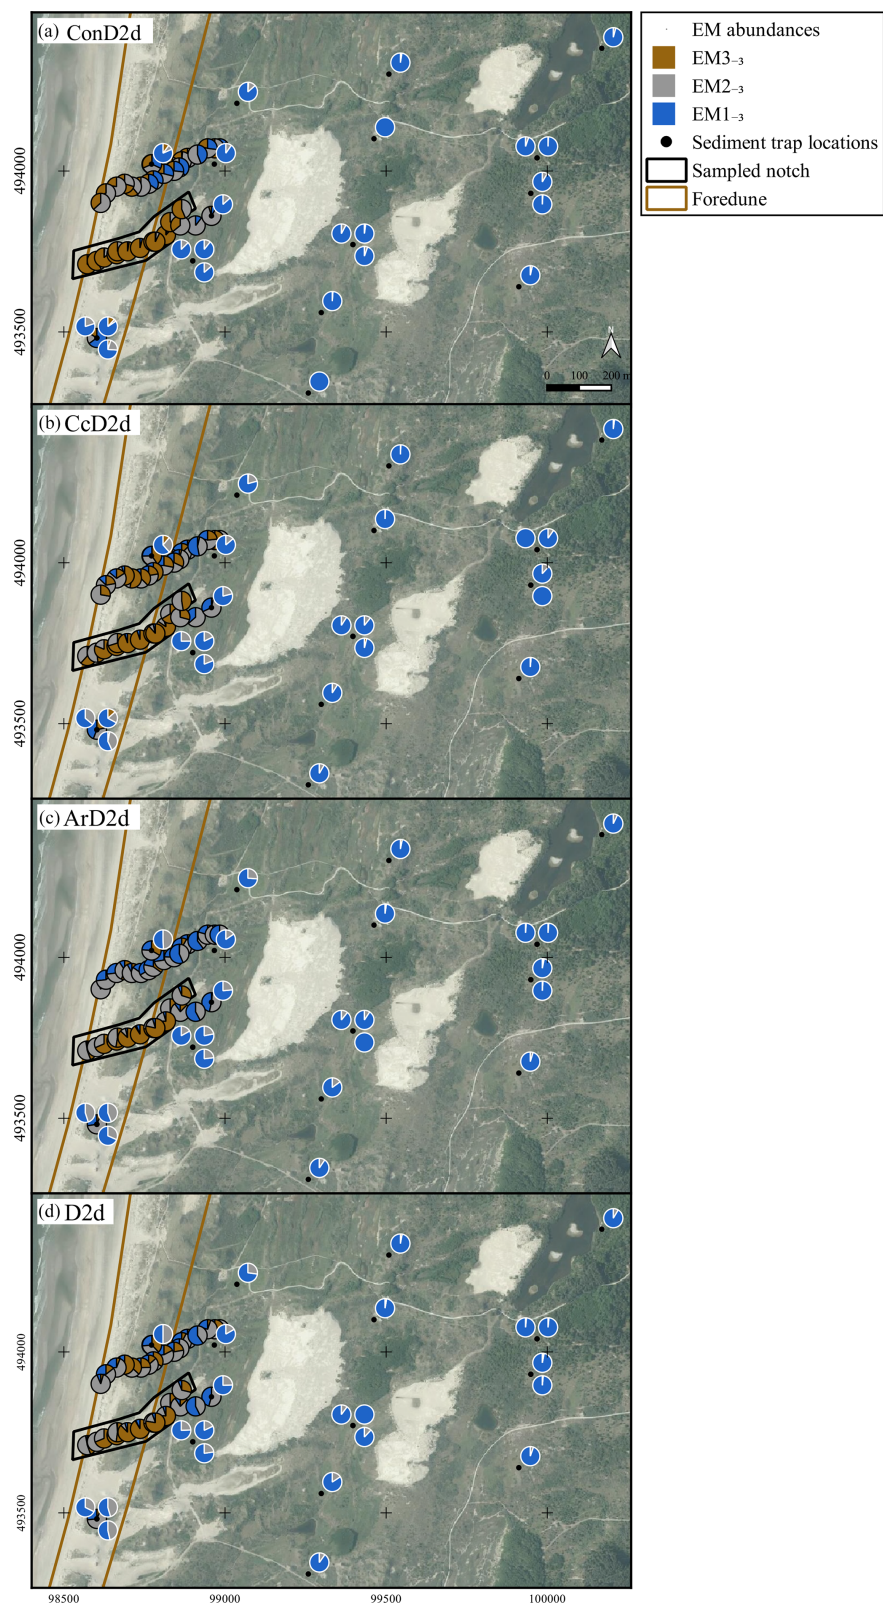 (a) ConD2d
EM abundances
EM3₋₃
EM2₋₃
EM1₋₃
Sediment trap locations
Sampled notch
Foredune
494000
493500
N
0 100 200 m
(b) CcD2d
494000
493500
(c) ArD2d
494000
493500
(d) D2d
494000
493500
98500 99000 99500 100000